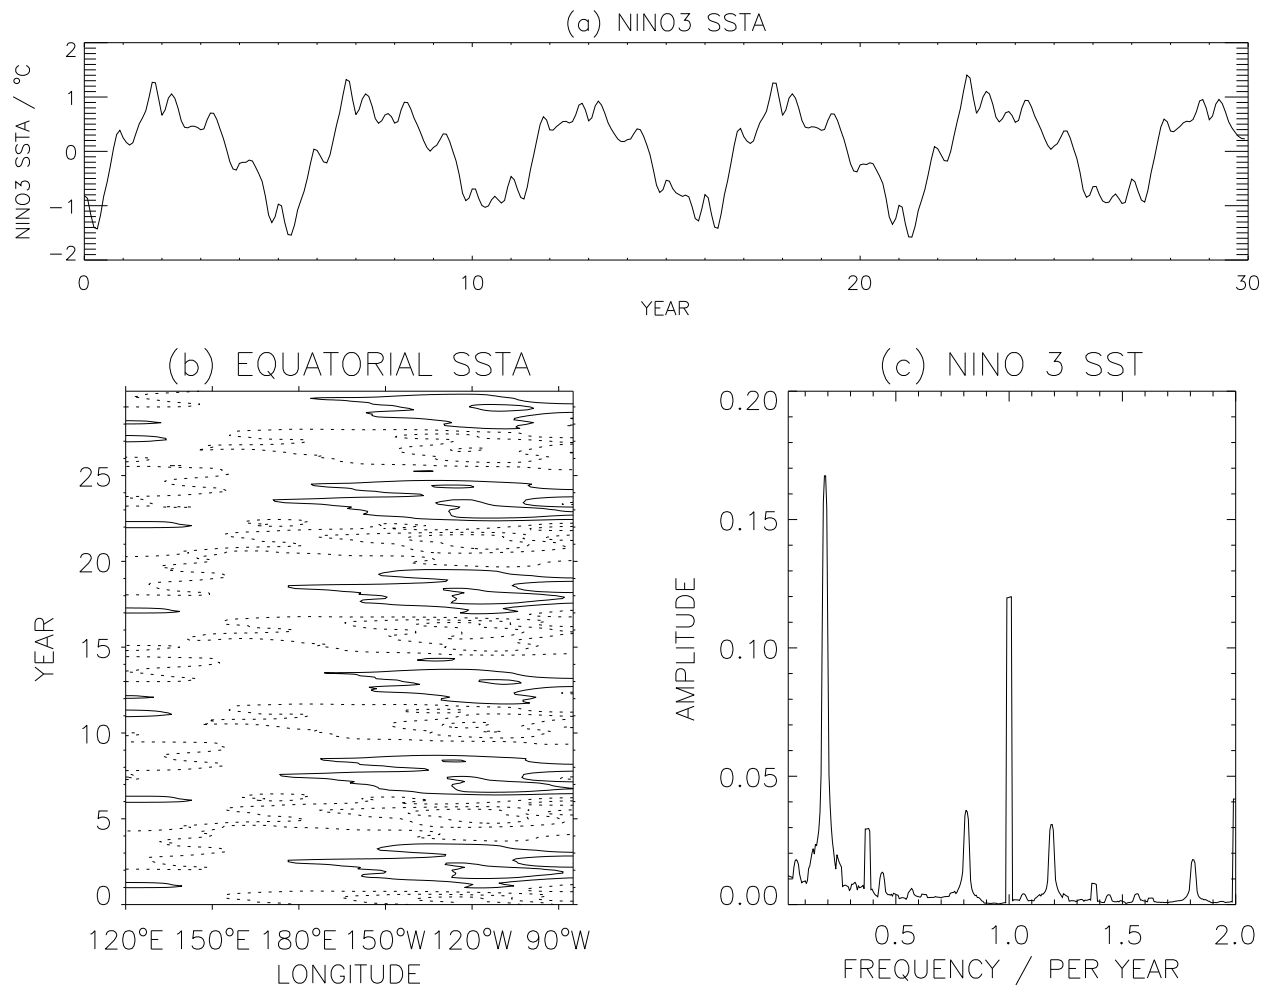 (a) NINO3 SSTA
2
1
0
−1
−2
NINO3 SSTA / °C
0 10 20 30
YEAR
(b) EQUATORIAL SSTA
25
20
15
10
5
0
YEAR
120°E 150°E 180°E 150°W 120°W 90°W
LONGITUDE
(c) NINO 3 SST
0.20
0.15
0.10
0.05
0.00
AMPLITUDE
0.5 1.0 1.5 2.0
FREQUENCY / PER YEAR